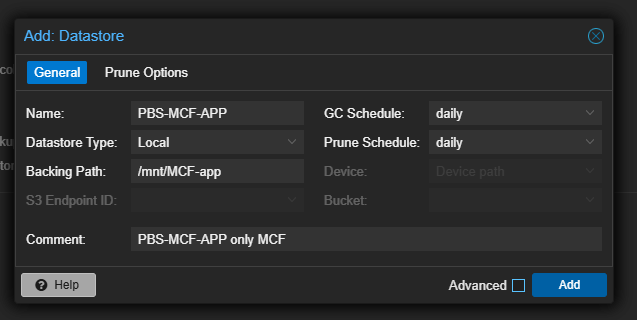 Add: Datastore
General Prune Options
Name: PBS-MCF-APP GC Schedule: daily
Datastore Type: Local Prune Schedule: daily
Backing Path: /mnt/MCF-app Device: Device path
S3 Endpoint ID: Bucket:
Comment: PBS-MCF-APP only MCF
Help Advanced Add